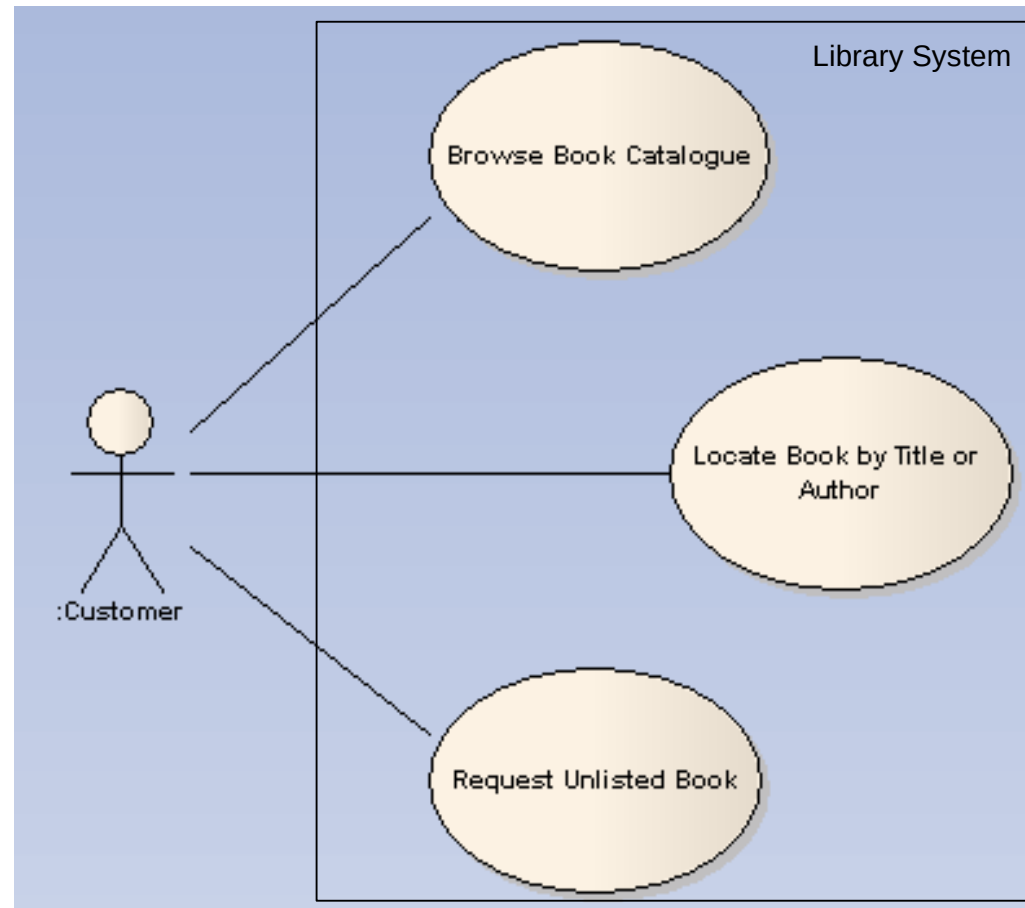 Library System
Browse Book Catalogue
Locate Book by Title or
Author
:Customer
Request Unlisted Book